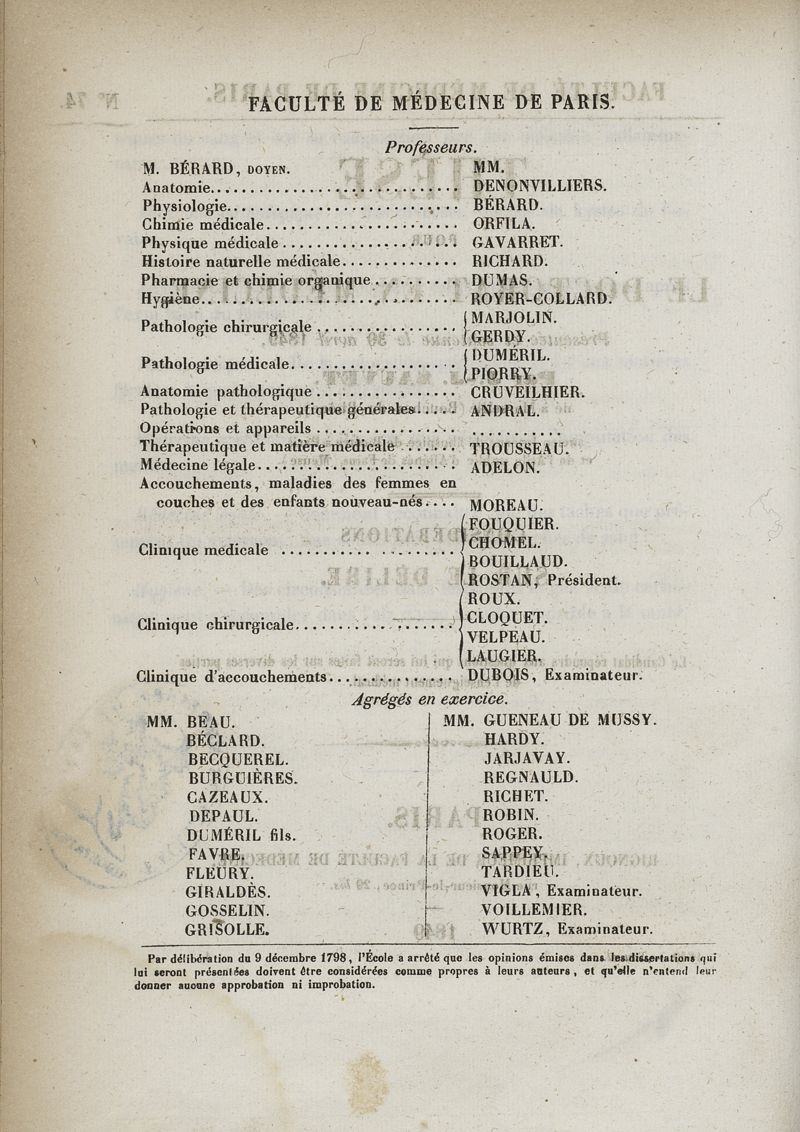 FACULTÉ DE MÉDECINE DE PARIS.
Professeurs.
M. BÉRARD, DOYEN. MM.
Anatomie.............................. DENONVILLIERS.
Physiologie............................ BÉRARD.
Chimie médicale....................... ORFILA.
Physique médicale..................... GAVARRET.
Histoire naturelle médicale.............. RICHARD.
Pharmacie et chimie organique.......... DUMAS.
Hygiène............................... ROYER-COLLARD.
Pathologie chirurgicale................. { MARJOLIN.
GERDY.
Pathologie médicale.................... { DUMÉRIL.
PIORRY.
Anatomie pathologique................. CRUVEILHIER.
Pathologie et thérapeutique générales..... ANDRAL.
Opérations et appareils................. ...........
Thérapeutique et matière médicale....... TROUSSEAU.
Médecine légale........................ ADELON.
Accouchements, maladies des femmes en
couches et des enfants nouveau-nés.... MOREAU.
Clinique médicale..................... { FOUQUIER.
CHOMEL.
BOUILLAUD.
ROSTAN, Président.
Clinique chirurgicale.................... { ROUX.
CLOQUET.
VELPEAU.
LAUGIER.
Clinique d'accouchements............... DUBOIS, Examinateur.
Agrégés en exercice.
MM. BEAU.
BÉCLARD.
BECQUEREL.
BURGUIÈRES.
CAZEAUX.
DEPAUL.
DUMÉRIL fils.
FAVRE.
FLEURY.
GIRALDÈS.
GOSSELIN.
GRISOLLE.
MM. GUENEAU DE MUSSY.
HARDY.
JARJAVAY.
REGNAULD.
RICHET.
ROBIN.
ROGER.
SAPPEY.
TARDIEU.
VIGLA, Examinateur.
VOILLEMIER.
WURTZ, Examinateur.
Par délibération du 9 décembre 1798, l'École a arrêté que les opinions émises dans les dissertations qui
lui seront présentées doivent être considérées comme propres à leurs auteurs, et qu'elle n'entend leur
donner aucune approbation ni improbation.